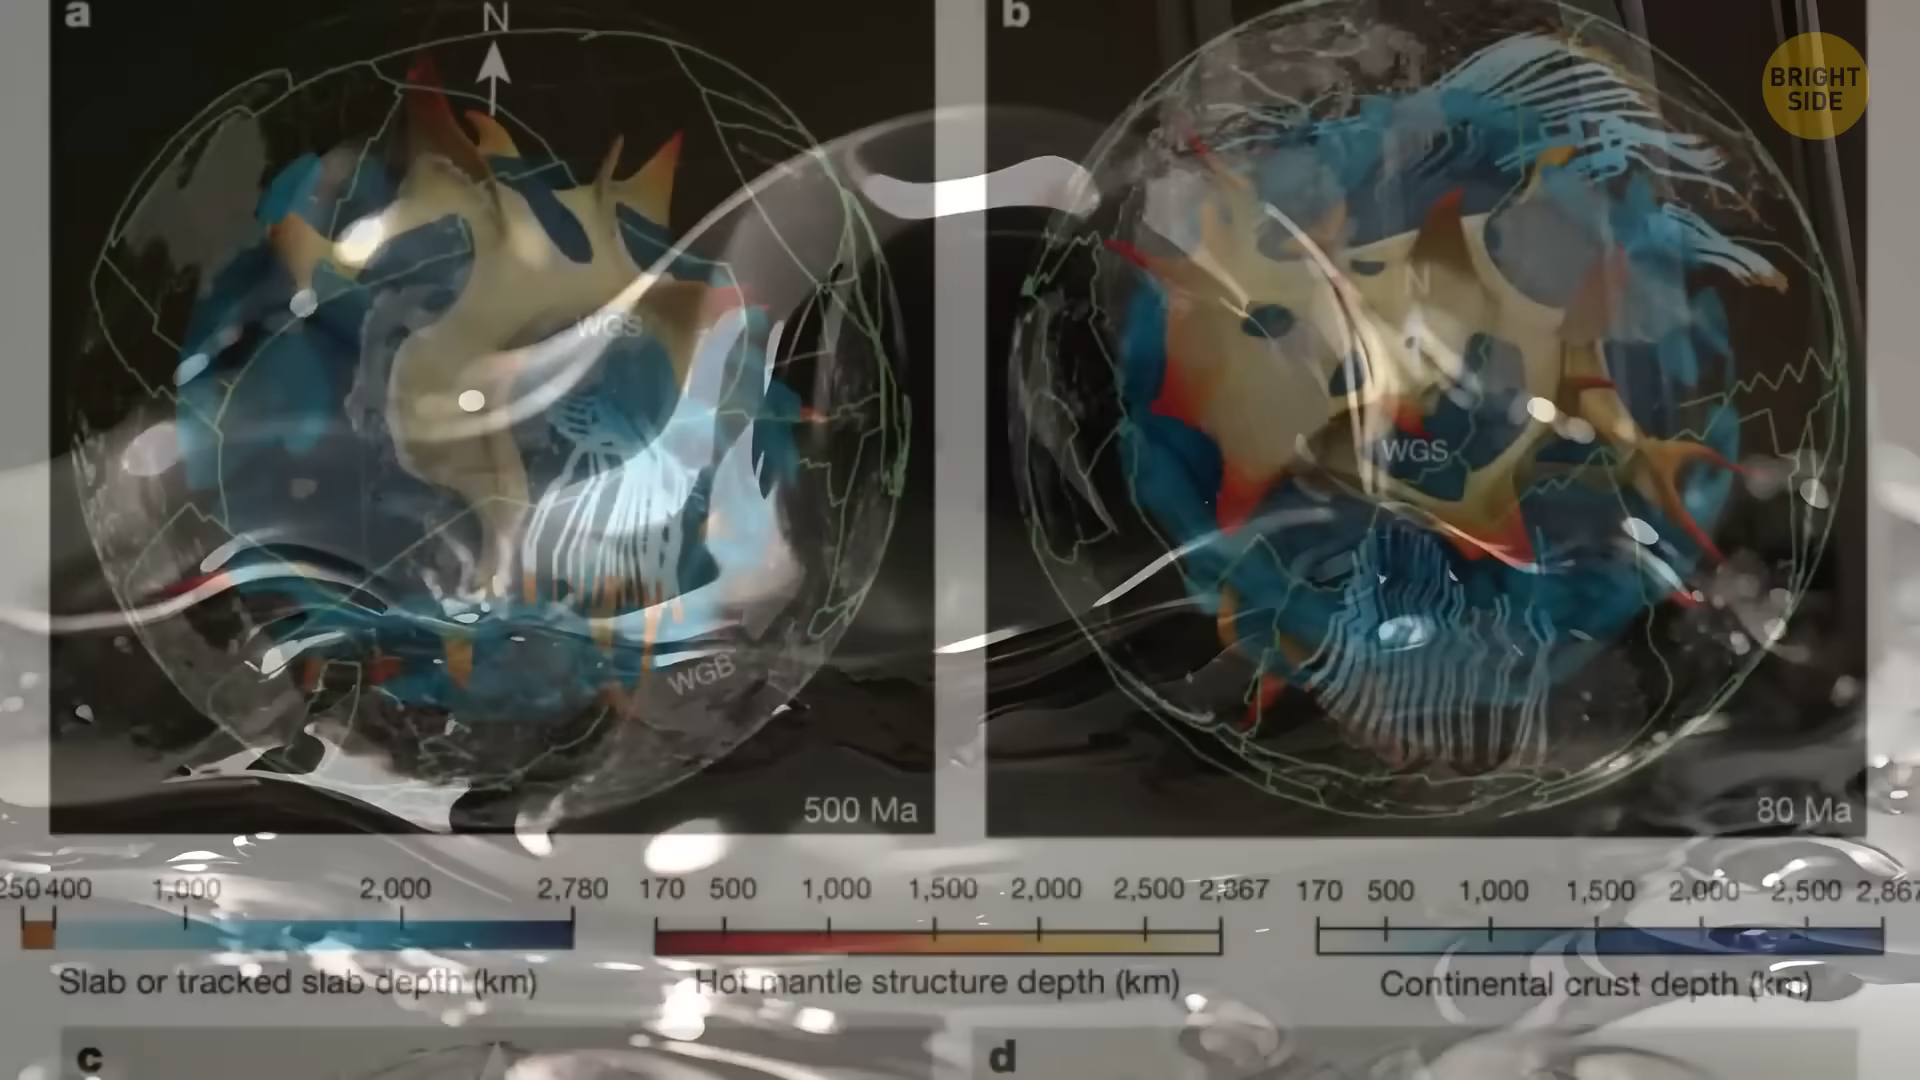 a
N
b
BRIGHT
SIDE
WGS
N
WGS
WGB
500 Ma
80 Ma
250 400 1,000 2,000 2,780
170 500 1,000 1,500 2,000 2,500 2,867
170 500 1,000 1,500 2,000 2,500 2,867
Slab or tracked slab depth (km)
Hot mantle structure depth (km)
Continental crust depth (km)
c
d